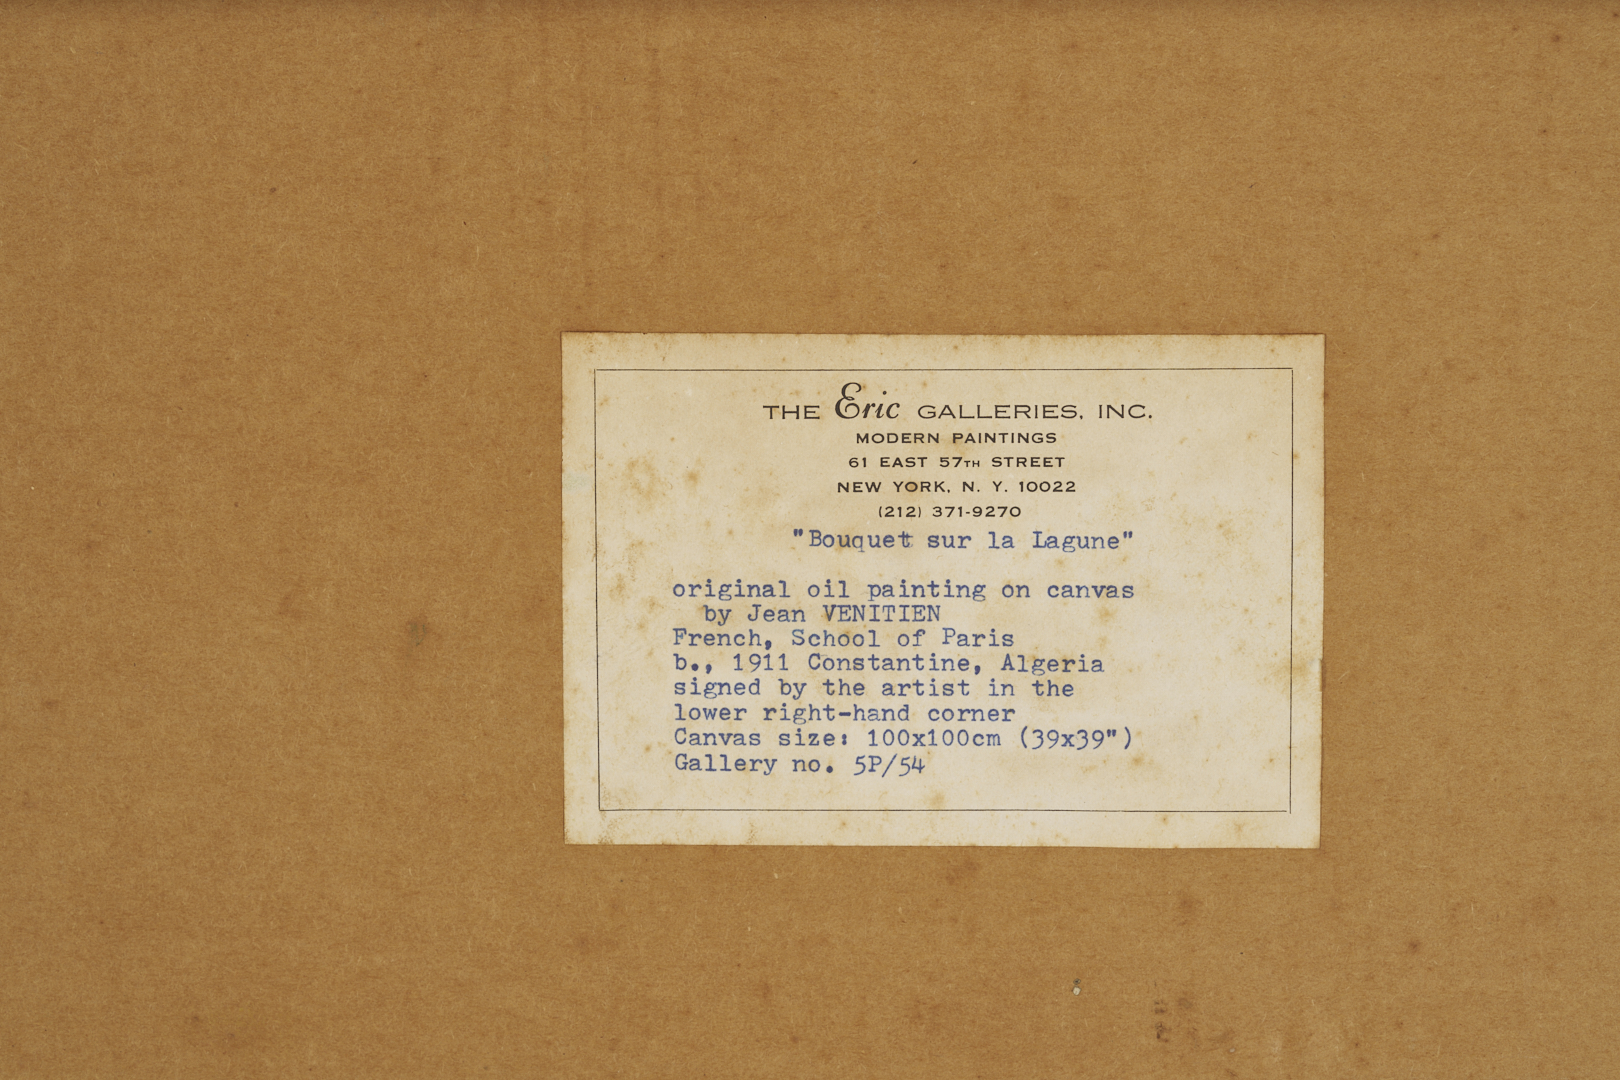 THE Eric GALLERIES, INC.
MODERN PAINTINGS
61 EAST 57TH STREET
NEW YORK, N. Y. 10022
(212) 371-9270
"Bouquet sur la Lagune"
original oil painting on canvas
by Jean VENITIEN
French, School of Paris
b., 1911 Constantine, Algeria
signed by the artist in the
lower right-hand corner
Canvas size: 100x100cm (39x39")
Gallery no. 5P/54